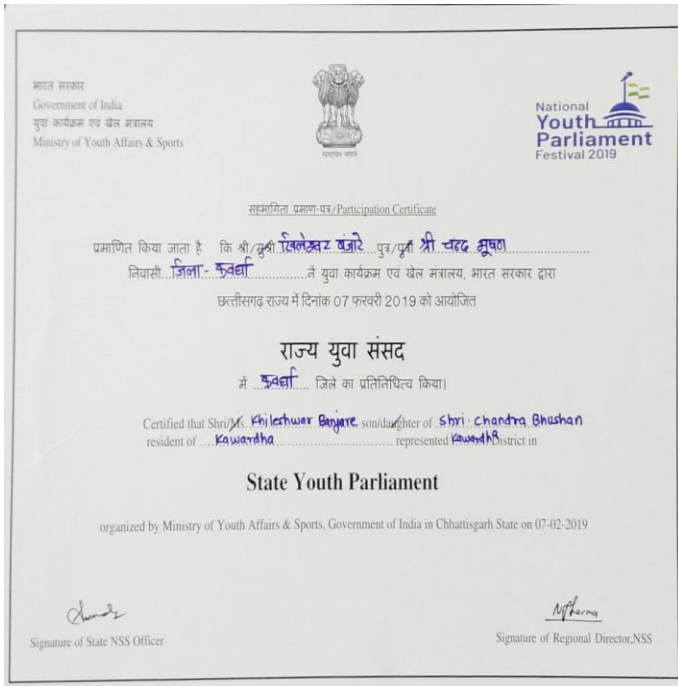 भारत सरकार
Government of India
युवा कार्यक्रम एवं खेल मंत्रालय
Ministry of Youth Affairs & Sports
सत्यमेव जयते
National
Youth
Parliament
Festival 2019
सहभागिता प्रमाण-पत्र/Participation Certificate
प्रमाणित किया जाता है कि श्री/सुश्री खिलेश्वर बंजारे पुत्र/पुत्री श्री चन्द्र भूषण
निवासी जिला - कवर्धा ने युवा कार्यक्रम एवं खेल मंत्रालय, भारत सरकार द्वारा
छत्तीसगढ़ राज्य में दिनांक 07 फरवरी 2019 को आयोजित
राज्य युवा संसद
में कवर्धा जिले का प्रतिनिधित्व किया।
Certified that Shri/Ms. Khileshwar Banjare son/daughter of Shri. Chandra Bhushan
resident of Kawardha represented Kawardha District in
State Youth Parliament
organized by Ministry of Youth Affairs & Sports, Government of India in Chhattisgarh State on 07-02-2019
Signature of State NSS Officer
Signature of Regional Director,NSS